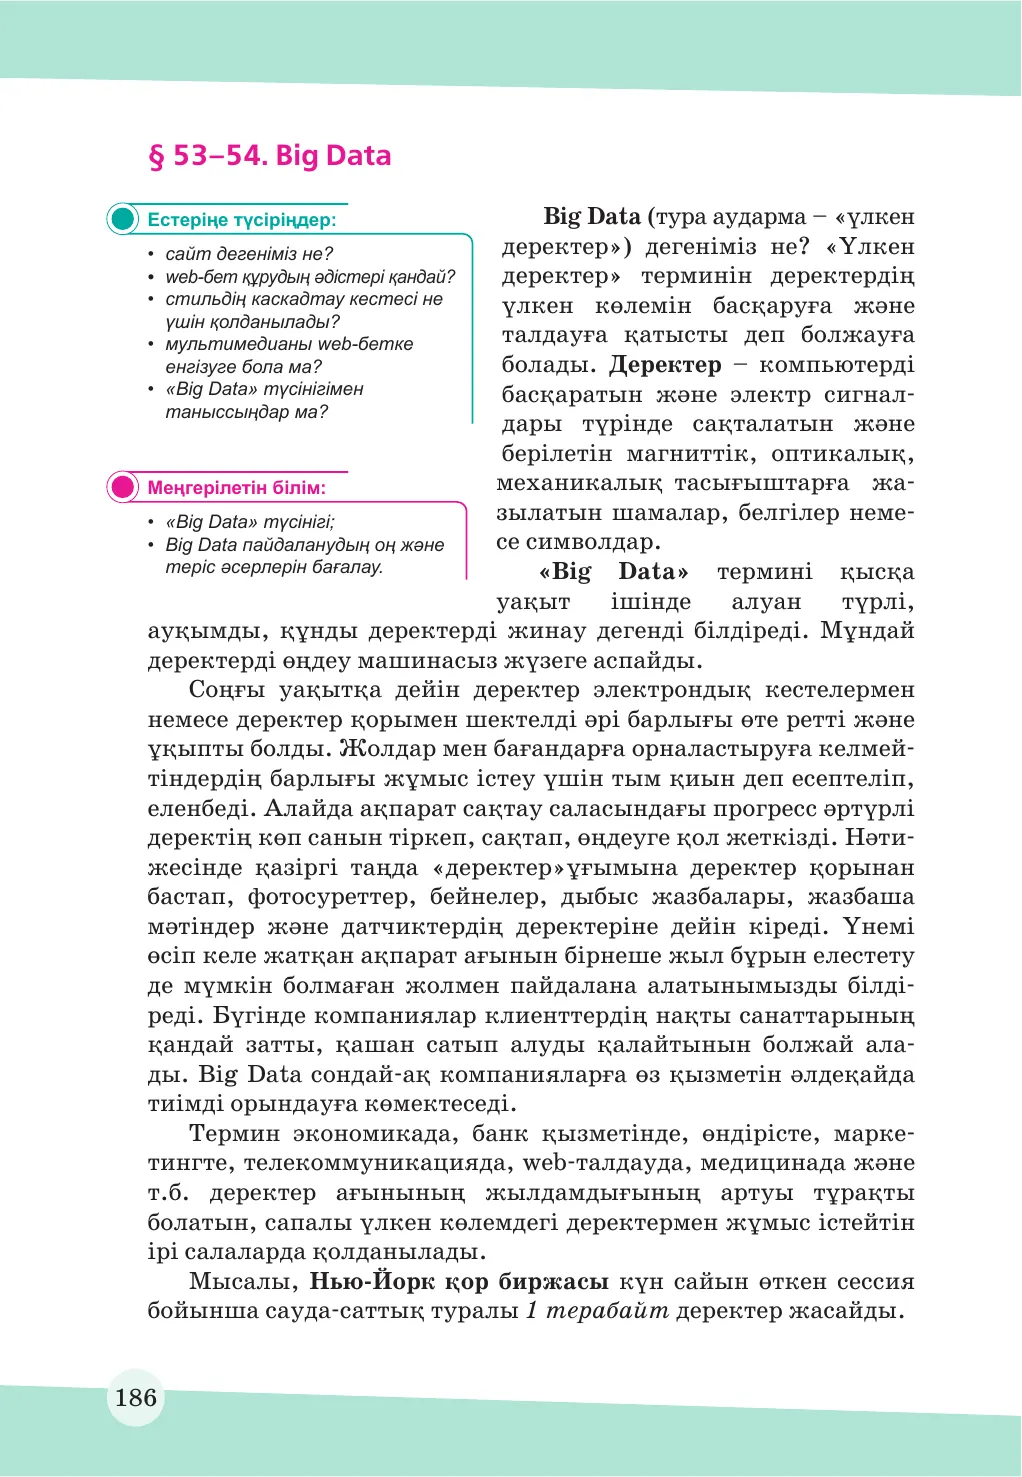 § 53–54. Big Data
Естеріңе түсіріңдер:
• сайт дегеніміз не?
• web-бет құрудың әдістері қандай?
• стильдің каскадтау кестесі не
үшін қолданылады?
• мультимедианы web-бетке
енгізуге бола ма?
• «Big Data» түсінігімен
таныссыңдар ма?
Меңгерілетін білім:
• «Big Data» түсінігі;
• Big Data пайдаланудың оң және
теріс әсерлерін бағалау.
Big Data (тура аударма – «үлкен
деректер») дегеніміз не? «Үлкен
деректер» терминін деректердің
үлкен көлемін басқаруға және
талдауға қатысты деп болжауға
болады. Деректер – компьютерді
басқаратын және электр сигнал-
дары түрінде сақталатын және
берілетін магниттік, оптикалық,
механикалық тасығыштарға жа-
зылатын шамалар, белгілер неме-
се символдар.
«Big Data» термині қысқа
уақыт ішінде алуан түрлі,
ауқымды, құнды деректерді жинау дегенді білдіреді. Мұндай
деректерді өңдеу машинасыз жүзеге аспайды.
Соңғы уақытқа дейін деректер электрондық кестелермен
немесе деректер қорымен шектелді әрі барлығы өте ретті және
ұқыпты болды. Жолдар мен бағандарға орналастыруға келмей-
тіндердің барлығы жұмыс істеу үшін тым қиын деп есептеліп,
еленбеді. Алайда ақпарат сақтау саласындағы прогресс әртүрлі
деректің көп санын тіркеп, сақтап, өңдеуге қол жеткізді. Нәти-
жесінде қазіргі таңда «деректер»ұғымына деректер қорынан
бастап, фотосуреттер, бейнелер, дыбыс жазбалары, жазбаша
мәтіндер және датчиктердің деректеріне дейін кіреді. Үнемі
өсіп келе жатқан ақпарат ағынын бірнеше жыл бұрын елестету
де мүмкін болмаған жолмен пайдалана алатынымызды білді-
реді. Бүгінде компаниялар клиенттердің нақты санаттарының
қандай затты, қашан сатып алуды қалайтынын болжай ала-
ды. Big Data сондай-ақ компанияларға өз қызметін әлдеқайда
тиімді орындауға көмектеседі.
Термин экономикада, банк қызметінде, өндірісте, марке-
тингте, телекоммуникацияда, web-талдауда, медицинада және
т.б. деректер ағынының жылдамдығының артуы тұрақты
болатын, сапалы үлкен көлемдегі деректермен жұмыс істейтін
ірі салаларда қолданылады.
Мысалы, Нью-Йорк қор биржасы күн сайын өткен сессия
бойынша сауда-саттық туралы 1 терабайт деректер жасайды.
186